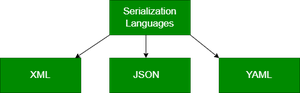 Serialization
Languages
XML
JSON
YAML